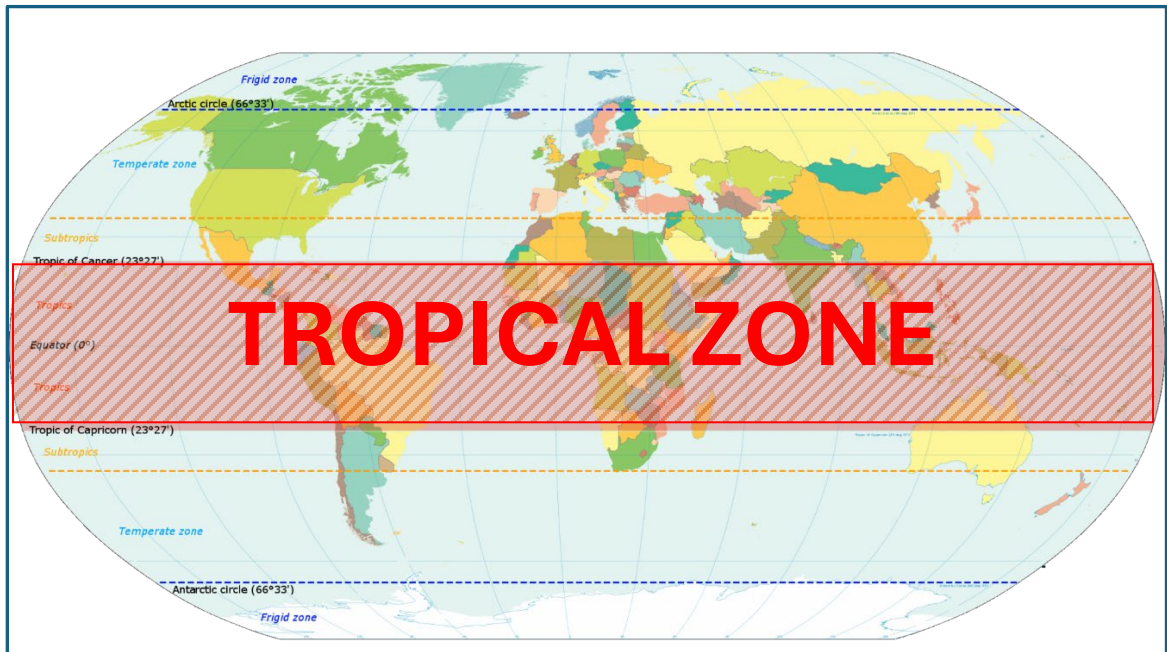 Frigid zone
Arctic circle (66°33')
Temperate zone
Subtropics
Tropic of Cancer (23°27')
Tropics
TROPICAL ZONE
Equator (0°)
Tropics
Tropic of Capricorn (23°27')
Subtropics
Temperate zone
Antarctic circle (66°33')
Frigid zone